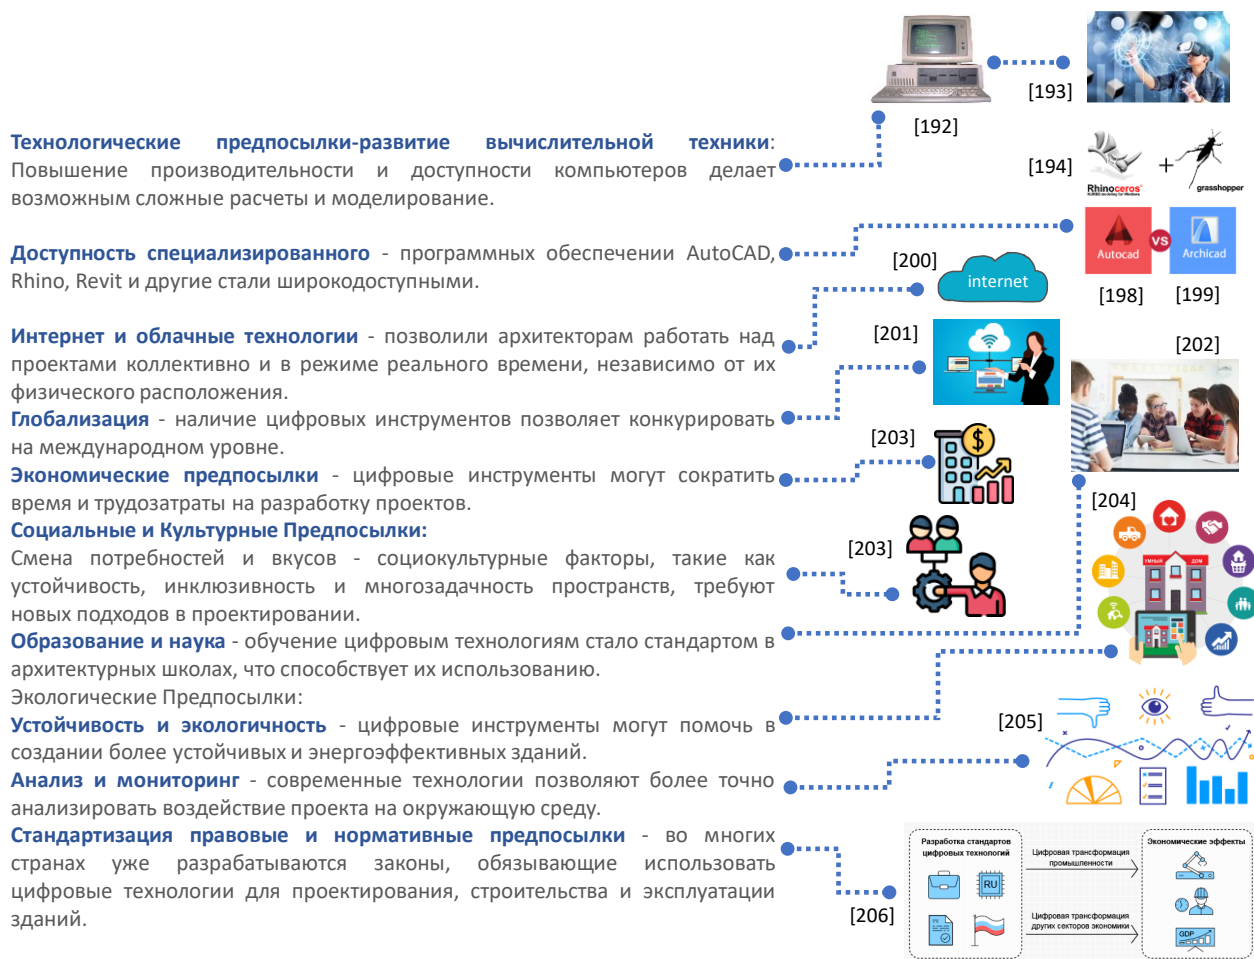 [193]
[192]
Технологические предпосылки-развитие вычислительной техники:
Повышение производительности и доступности компьютеров делает
возможным сложные расчеты и моделирование.
[194]
Rhinoceros
NURBS modeling for Windows
+
grasshopper
Доступность специализированного - программных обеспечении AutoCAD,
Rhino, Revit и другие стали широкодоступными.
Autocad
VS
Archicad
[198]
[199]
[200]
internet
Интернет и облачные технологии - позволили архитекторам работать над
проектами коллективно и в режиме реального времени, независимо от их
физического расположения.
[201]
[202]
Глобализация - наличие цифровых инструментов позволяет конкурировать
на международном уровне.
[203]
Экономические предпосылки - цифровые инструменты могут сократить
время и трудозатраты на разработку проектов.
[204]
Социальные и Культурные Предпосылки:
Смена потребностей и вкусов - социокультурные факторы, такие как
устойчивость, инклюзивность и многозадачность пространств, требуют
новых подходов в проектировании.
[203]
УМНЫЙ ДОМ
Образование и наука - обучение цифровым технологиям стало стандартом в
архитектурных школах, что способствует их использованию.
Экологические Предпосылки:
Устойчивость и экологичность - цифровые инструменты могут помочь в
создании более устойчивых и энергоэффективных зданий.
[205]
Анализ и мониторинг - современные технологии позволяют более точно
анализировать воздействие проекта на окружающую среду.
Стандартизация правовые и нормативные предпосылки - во многих
странах уже разрабатываются законы, обязывающие использовать
цифровые технологии для проектирования, строительства и эксплуатации
зданий.
[206]
Разработка стандартов
цифровых технологий
RU
Цифровая трансформация
промышленности
Цифровая трансформация
других секторов экономики
Экономические эффекты
GDP